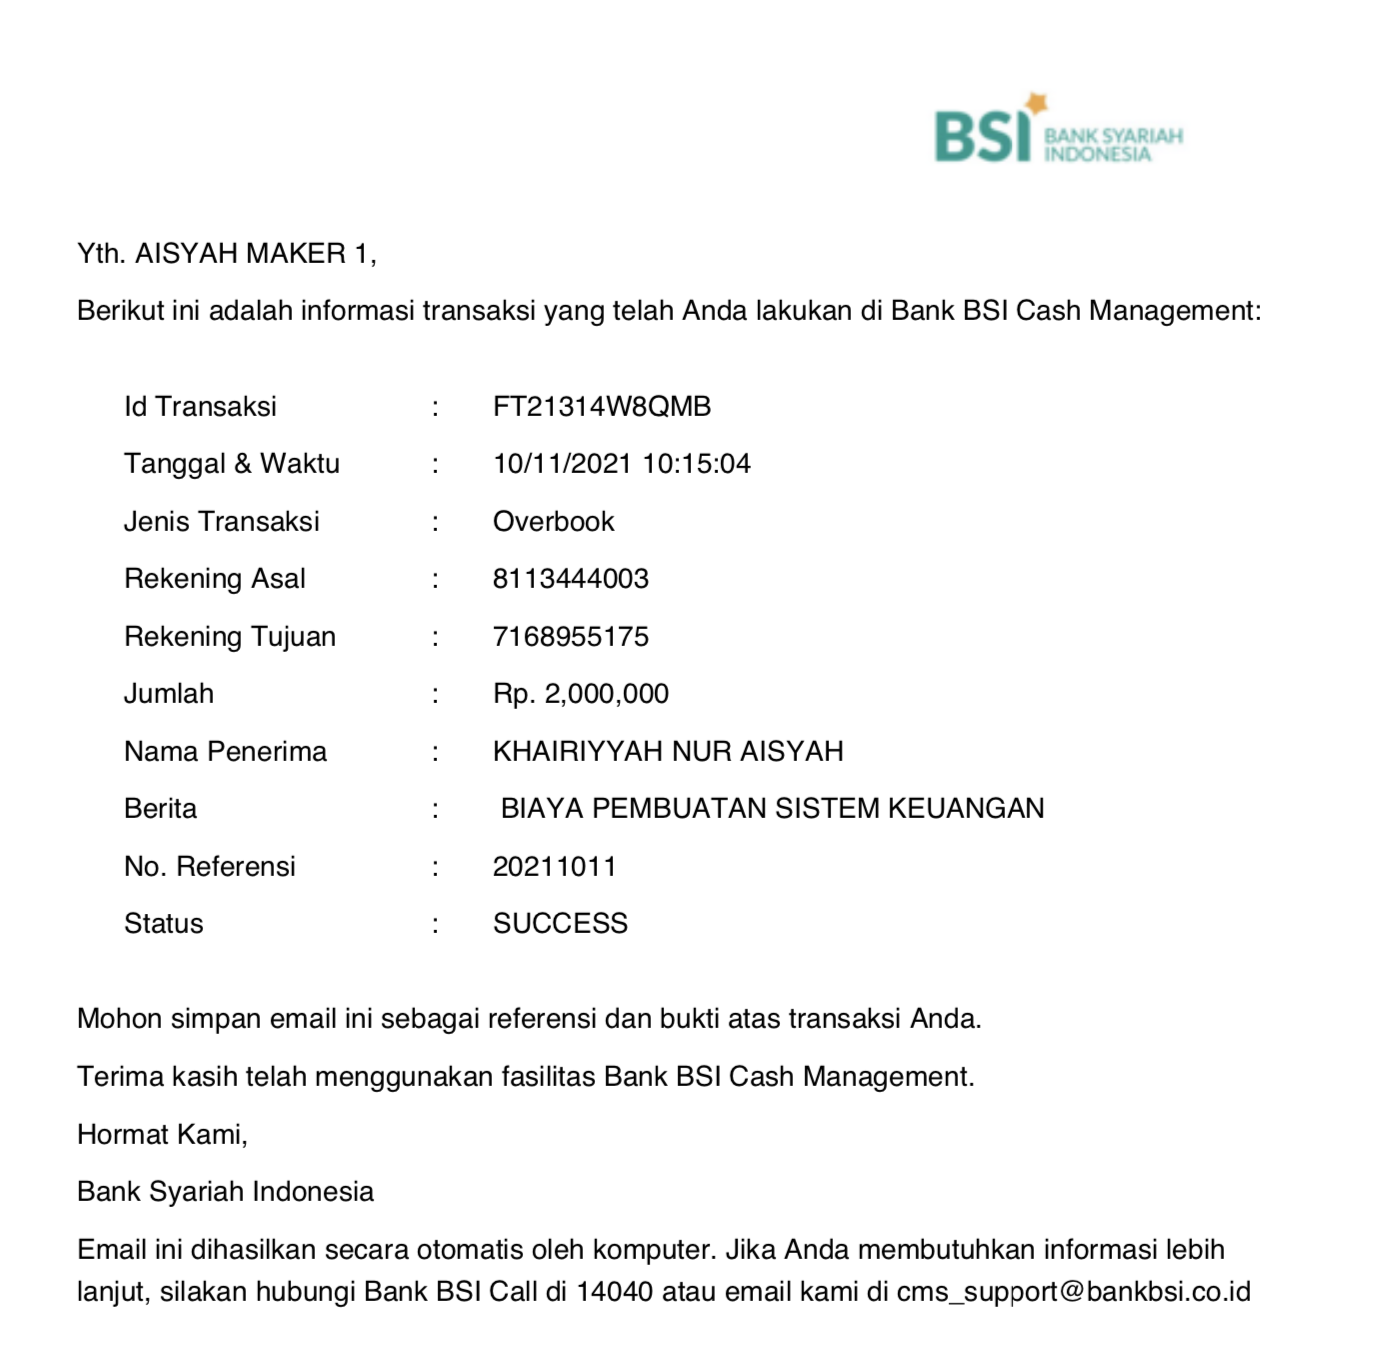 BSI BANK SYARIAH
INDONESIA
Yth. AISYAH MAKER 1,
Berikut ini adalah informasi transaksi yang telah Anda lakukan di Bank BSI Cash Management:
Id Transaksi : FT21314W8QMB
Tanggal & Waktu : 10/11/2021 10:15:04
Jenis Transaksi : Overbook
Rekening Asal : 8113444003
Rekening Tujuan : 7168955175
Jumlah : Rp. 2,000,000
Nama Penerima : KHAIRIYYAH NUR AISYAH
Berita : BIAYA PEMBUATAN SISTEM KEUANGAN
No. Referensi : 20211011
Status : SUCCESS
Mohon simpan email ini sebagai referensi dan bukti atas transaksi Anda.
Terima kasih telah menggunakan fasilitas Bank BSI Cash Management.
Hormat Kami,
Bank Syariah Indonesia
Email ini dihasilkan secara otomatis oleh komputer. Jika Anda membutuhkan informasi lebih
lanjut, silakan hubungi Bank BSI Call di 14040 atau email kami di cms_support@bankbsi.co.id